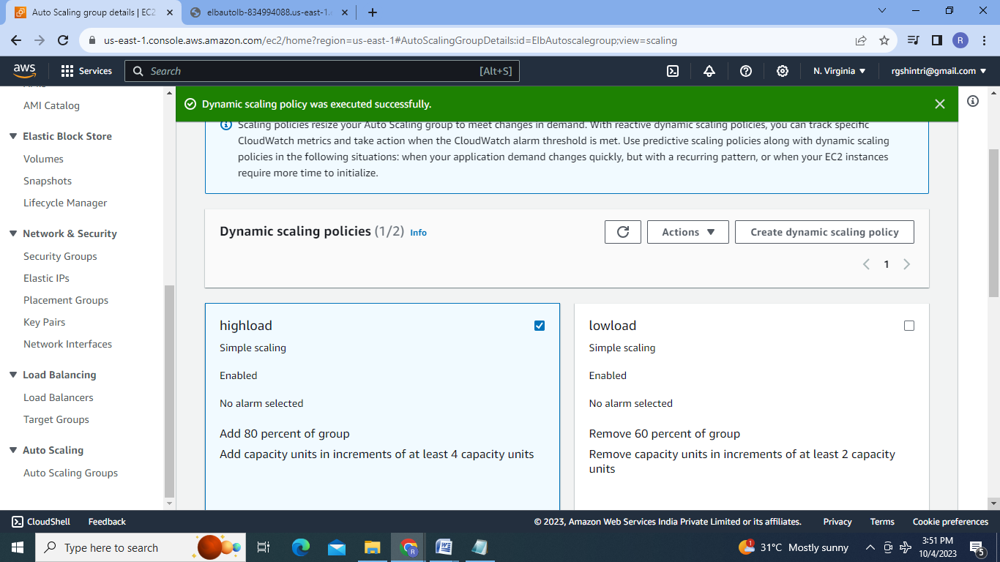 Auto Scaling group details | EC2
elbautolb-834994088.us-east-1.
us-east-1.console.aws.amazon.com/ec2/home?region=us-east-1#AutoScalingGroupDetails:id=ElbAutoscalegroup;view=scaling
R
aws
Services
Search
[Alt+S]
N. Virginia
rgshintri@gmail.com
AMI Catalog
Elastic Block Store
Volumes
Snapshots
Lifecycle Manager
Network & Security
Security Groups
Elastic IPs
Placement Groups
Key Pairs
Network Interfaces
Load Balancing
Load Balancers
Target Groups
Auto Scaling
Auto Scaling Groups
Dynamic scaling policy was executed successfully.
Scaling policies resize your Auto Scaling group to meet changes in demand. With reactive dynamic scaling policies, you can track specific
CloudWatch metrics and take action when the CloudWatch alarm threshold is met. Use predictive scaling policies along with dynamic scaling
policies in the following situations: when your application demand changes quickly, but with a recurring pattern, or when your EC2 instances
require more time to initialize.
Dynamic scaling policies (1/2) Info
Actions
Create dynamic scaling policy
1
highload
Simple scaling
Enabled
No alarm selected
Add 80 percent of group
Add capacity units in increments of at least 4 capacity units
lowload
Simple scaling
Enabled
No alarm selected
Remove 60 percent of group
Remove capacity units in increments of at least 2 capacity
units
CloudShell
Feedback
© 2023, Amazon Web Services India Private Limited or its affiliates.
Privacy
Terms
Cookie preferences
Type here to search
R
1
31°C Mostly sunny
3:51 PM
10/4/2023
5